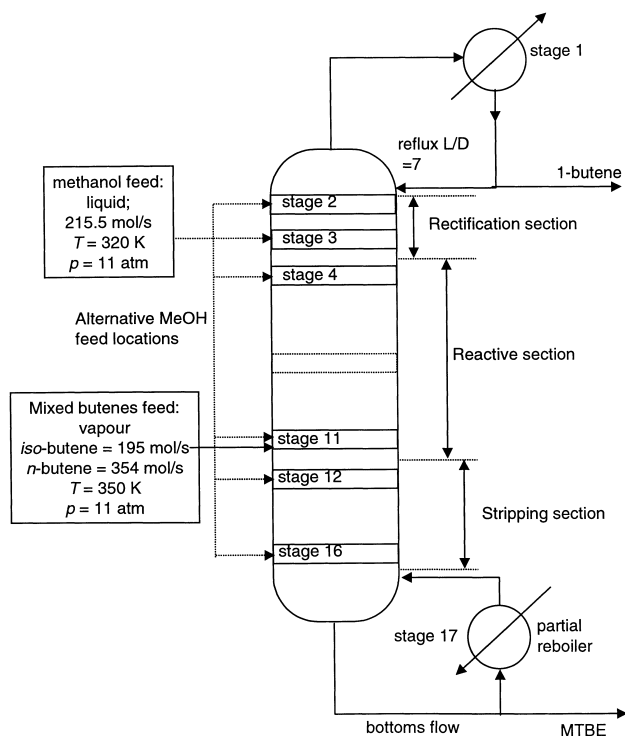 stage 1
reflux L/D
=7
1-butene
methanol feed:
liquid;
215.5 mol/s
T = 320 K
p = 11 atm
stage 2
stage 3
stage 4
Rectification section
Alternative MeOH
feed locations
Reactive section
Mixed butenes feed:
vapour
iso-butene = 195 mol/s
n-butene = 354 mol/s
T = 350 K
p = 11 atm
stage 11
stage 12
Stripping section
stage 16
stage 17
partial
reboiler
bottoms flow
MTBE